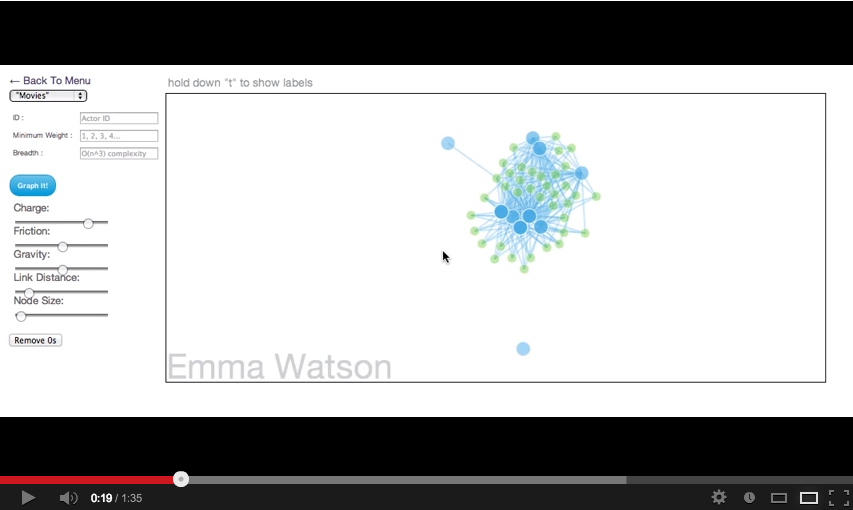 ← Back To Menu
"Movies"
hold down "t" to show labels
ID :
Actor ID
Minimum Weight :
1, 2, 3, 4...
Breadth :
O(n^3) complexity
Graph It!
Charge:
Friction:
Gravity:
Link Distance:
Node Size:
Remove 0s
Emma Watson
0:19 / 1:35